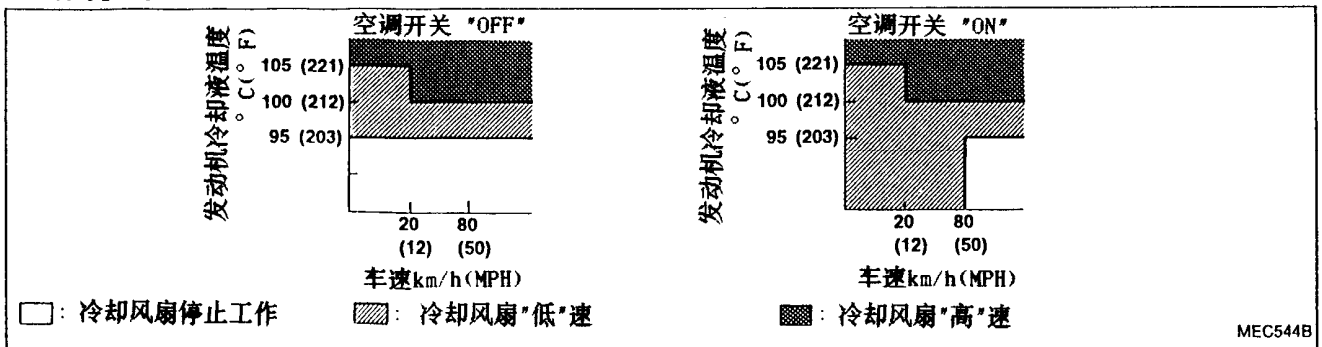 空调开关 "OFF"
发动机冷却液温度
°C(°F)
105 (221)
100 (212)
95 (203)
20
(12)
80
(50)
车速km/h(MPH)
空调开关 "ON"
发动机冷却液温度
°C(°F)
105 (221)
100 (212)
95 (203)
20
(12)
80
(50)
车速km/h(MPH)
: 冷却风扇停止工作
: 冷却风扇"低"速
: 冷却风扇"高"速
MEC544B